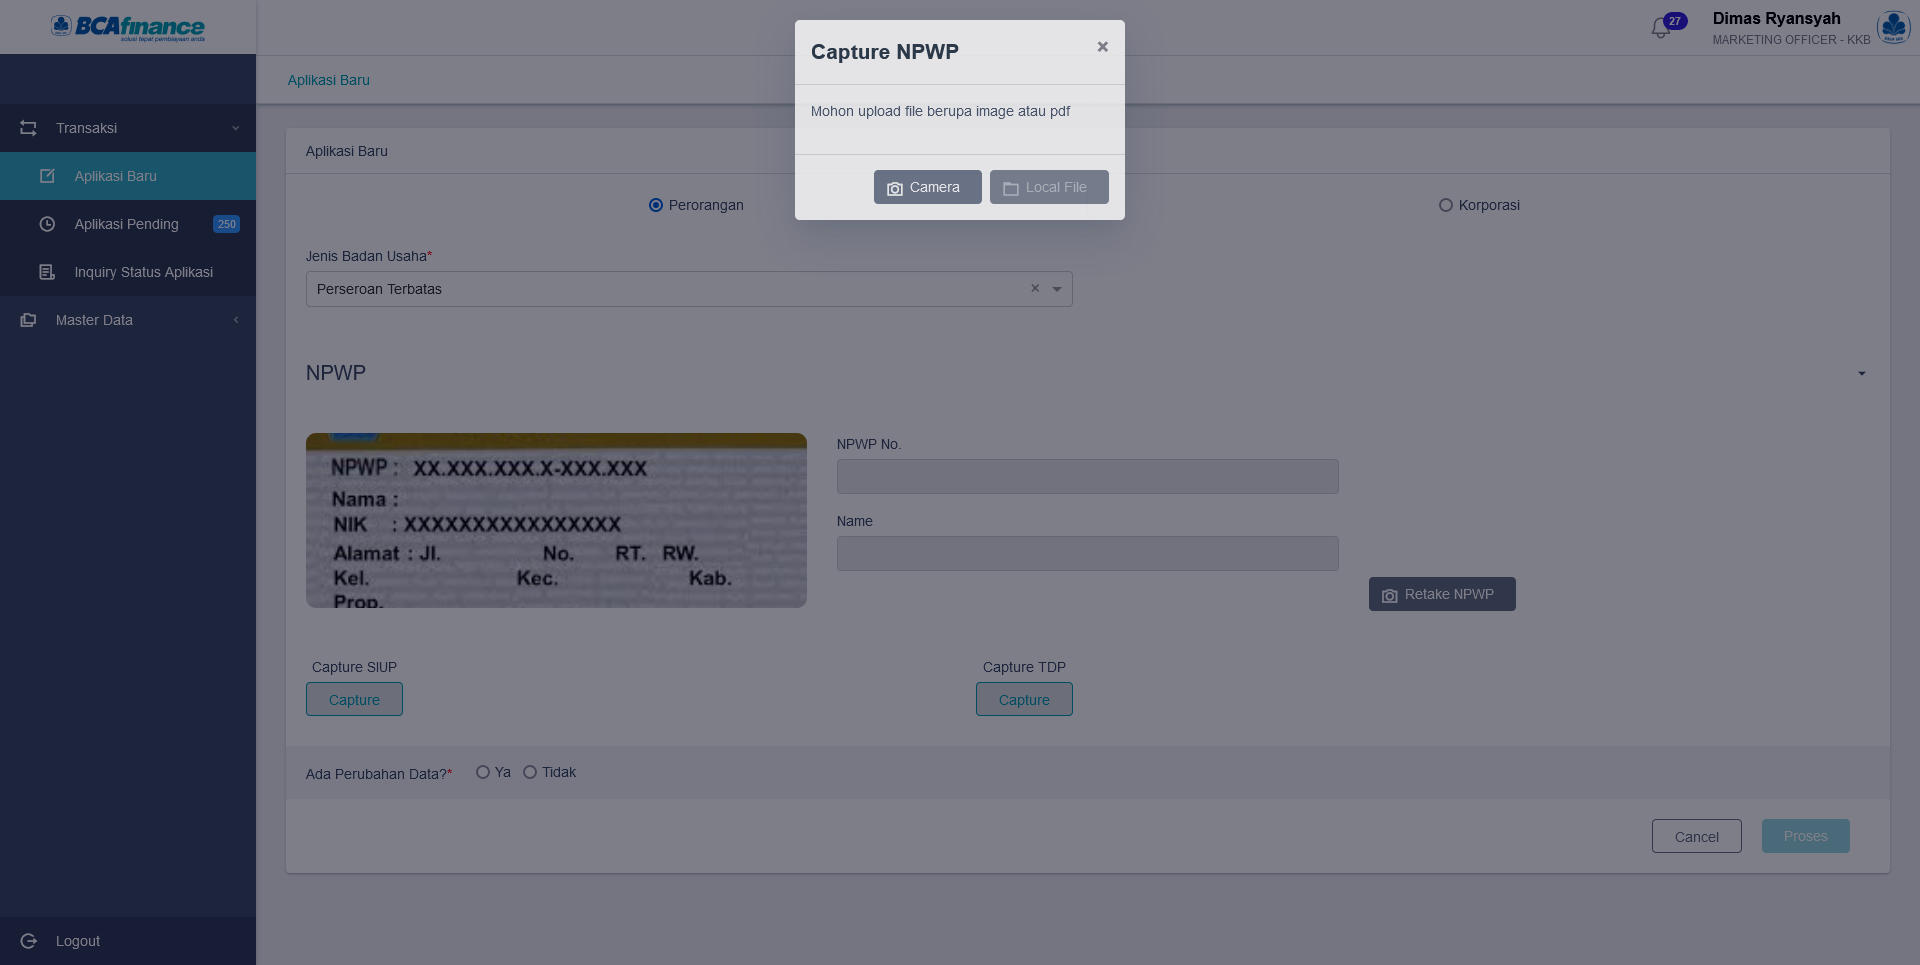 BCAfinance
solusi tepat pembiayaan anda
Transaksi
Aplikasi Baru
Aplikasi Pending
250
Inquiry Status Aplikasi
Master Data
Logout
27
Dimas Ryansyah
MARKETING OFFICER - KKB
Aplikasi Baru
Capture NPWP
×
Mohon upload file berupa image atau pdf
Camera
Local File
Aplikasi Baru
Perorangan
Korporasi
Jenis Badan Usaha*
Perseroan Terbatas
×
NPWP
NPWP : XX.XXX.XXX.X-XXX.XXX
Nama :
NIK : XXXXXXXXXXXXXXXX
Alamat : Jl. No. RT. RW.
Kel. Kec. Kab.
Prop.
NPWP No.
Name
Retake NPWP
Capture SIUP
Capture
Capture TDP
Capture
Ada Perubahan Data?*
Ya
Tidak
Cancel
Proses